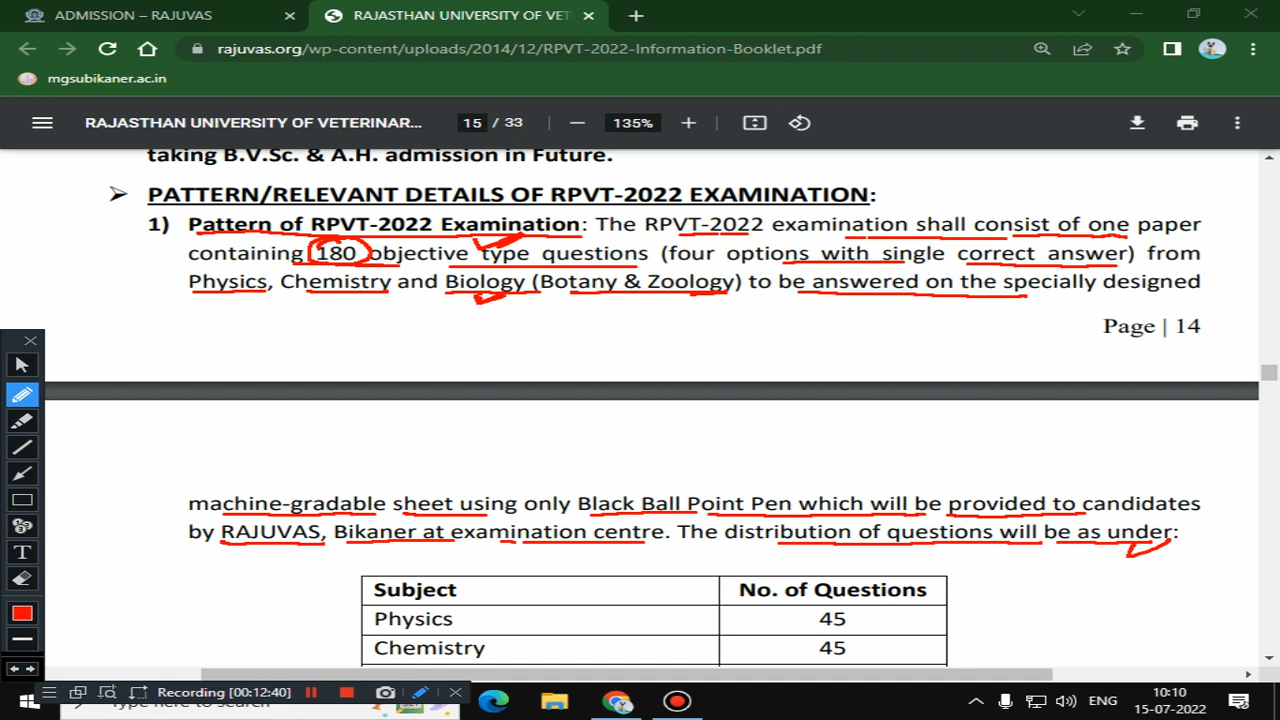 ADMISSION – RAJUVAS
RAJASTHAN UNIVERSITY OF VET
rajuvas.org/wp-content/uploads/2014/12/RPVT-2022-Information-Booklet.pdf
mgsubikaner.ac.in
RAJASTHAN UNIVERSITY OF VETERINAR...
15 / 33
135%
taking B.V.Sc. & A.H. admission in Future.
➢ PATTERN/RELEVANT DETAILS OF RPVT-2022 EXAMINATION:
1) Pattern of RPVT-2022 Examination: The RPVT-2022 examination shall consist of one paper
containing 180 objective type questions (four options with single correct answer) from
Physics, Chemistry and Biology (Botany & Zoology) to be answered on the specially designed
Page | 14
machine-gradable sheet using only Black Ball Point Pen which will be provided to candidates
by RAJUVAS, Bikaner at examination centre. The distribution of questions will be as under:
Subject No. of Questions
Physics 45
Chemistry 45
T
Recording (00:12:40)
Type here to search
ENG
10:10
15-07-2022